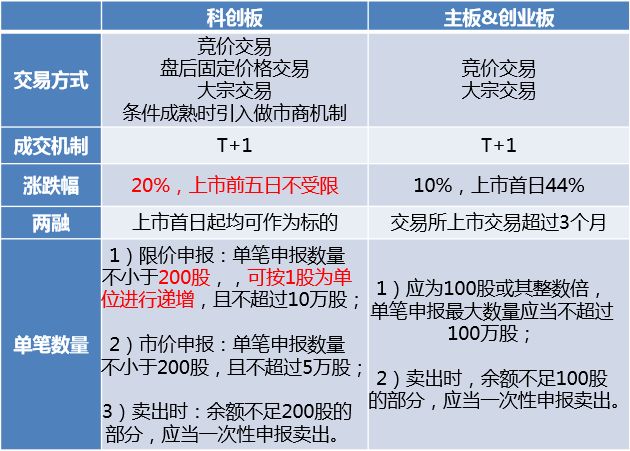 科创板 主板&创业板
交易方式
竞价交易
盘后固定价格交易
大宗交易
条件成熟时引入做市商机制
竞价交易
大宗交易
成交机制 T+1 T+1
涨跌幅 20%，上市前五日不受限 10%，上市首日44%
两融 上市首日起均可作为标的 交易所上市交易超过3个月
单笔数量
1）限价申报：单笔申报数量
不小于200股，，可按1股为单
位进行递增，且不超过10万股；
2）市价申报：单笔申报数量
不小于200股，且不超过5万股；
3）卖出时：余额不足200股的
部分，应当一次性申报卖出。
1）应为100股或其整数倍，
单笔申报最大数量应当不超过
100万股；
2）卖出时，余额不足100股
的部分，应当一次性申报卖出。